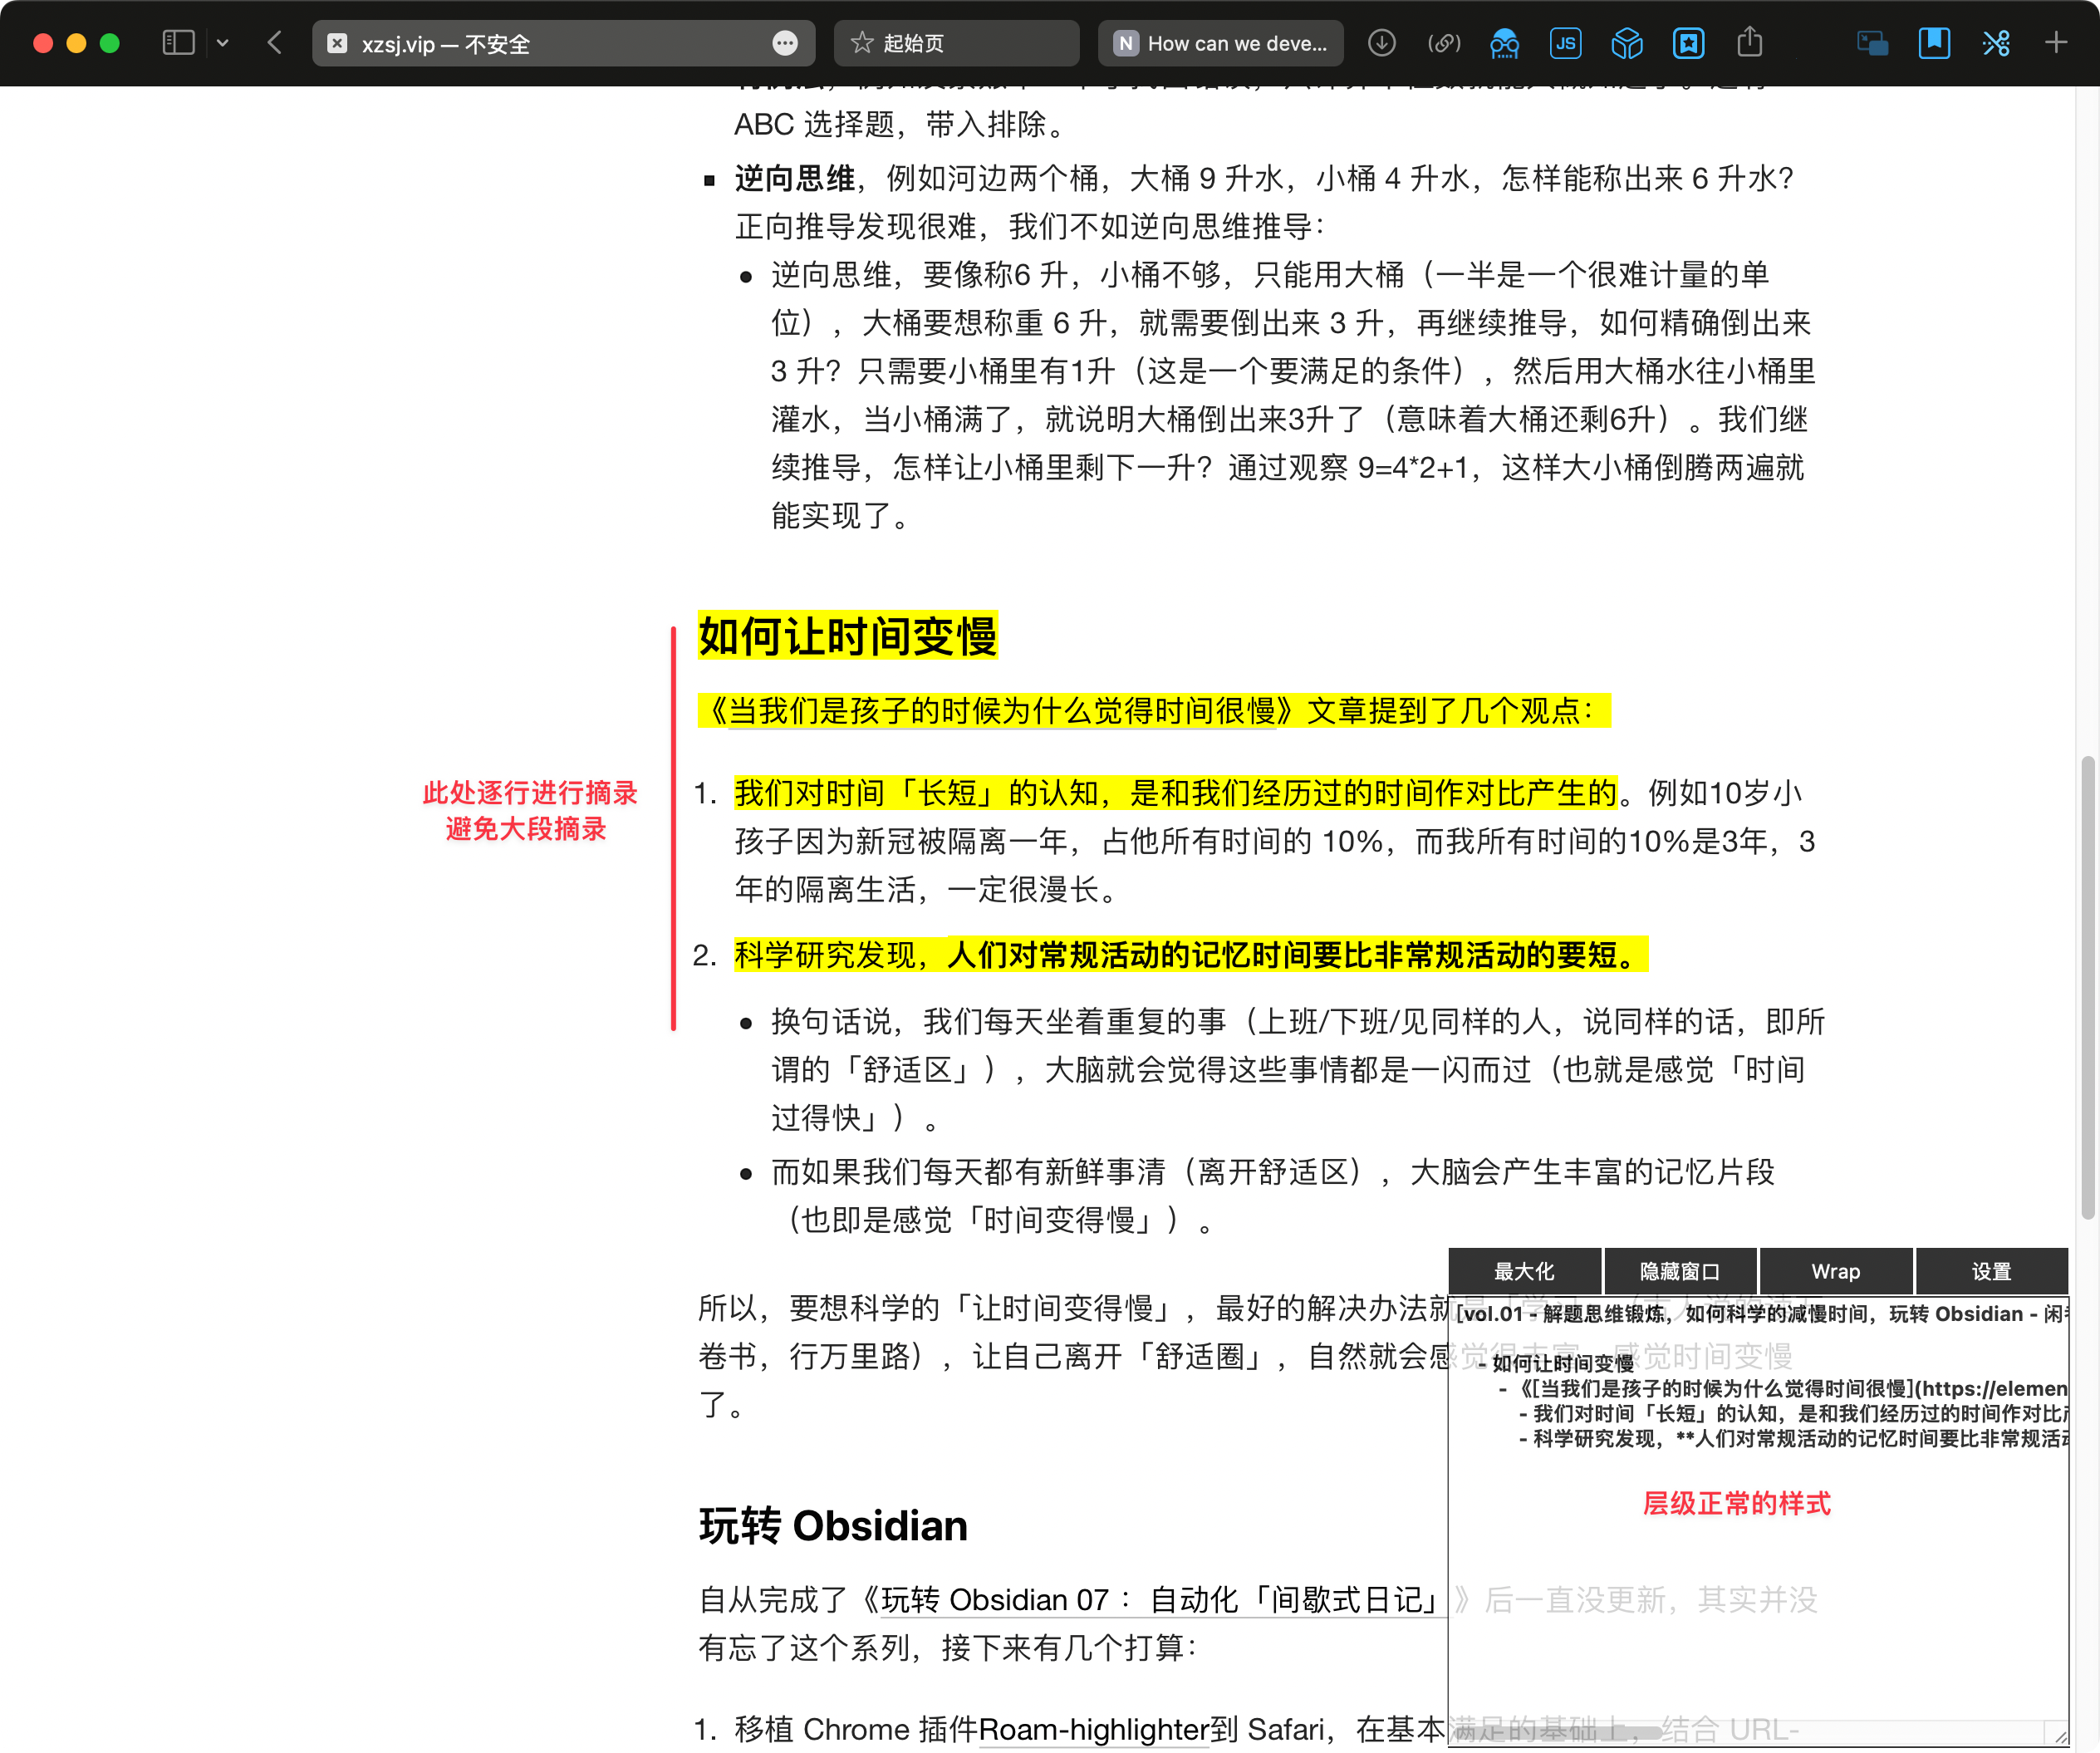 xzsj.vip — 不安全
起始页
N
How can we deve...
JS
ABC 选择题，带入排除。
逆向思维，例如河边两个桶，大桶 9 升水，小桶 4 升水，怎样能称出来 6 升水？
正向推导发现很难，我们不如逆向思维推导：
逆向思维，要像称6 升，小桶不够，只能用大桶（一半是一个很难计量的单
位），大桶要想称重 6 升，就需要倒出来 3 升，再继续推导，如何精确倒出来
3 升？只需要小桶里有1升（这是一个要满足的条件），然后用大桶水往小桶里
灌水，当小桶满了，就说明大桶倒出来3升了（意味着大桶还剩6升）。我们继
续推导，怎样让小桶里剩下一升？通过观察 9=4*2+1，这样大小桶倒腾两遍就
能实现了。
如何让时间变慢
《当我们是孩子的时候为什么觉得时间很慢》文章提到了几个观点：
此处逐行进行摘录
避免大段摘录
1. 我们对时间「长短」的认知，是和我们经历过的时间作对比产生的。例如10岁小
孩子因为新冠被隔离一年，占他所有时间的 10%，而我所有时间的10%是3年，3
年的隔离生活，一定很漫长。
2. 科学研究发现，人们对常规活动的记忆时间要比非常规活动的要短。
换句话说，我们每天坐着重复的事（上班/下班/见同样的人，说同样的话，即所
谓的「舒适区」），大脑就会觉得这些事情都是一闪而过（也就是感觉「时间
过得快」）。
而如果我们每天都有新鲜事清（离开舒适区），大脑会产生丰富的记忆片段
（也即是感觉「时间变得慢」）。
所以，要想科学的「让时间变得慢」，最好的解决办法就是「学习」
卷书，行万里路），让自己离开「舒适圈」，自然就会感觉很丰富，感觉时间变慢
了。
最大化
隐藏窗口
Wrap
设置
[vol.01 - 解题思维锻炼，如何科学的减慢时间，玩转 Obsidian - 闲
- 如何让时间变慢
- 《[当我们是孩子的时候为什么觉得时间很慢](https://elemen
- 我们对时间「长短」的认知，是和我们经历过的时间作对比
- 科学研究发现，**人们对常规活动的记忆时间要比非常规活
层级正常的样式
玩转 Obsidian
自从完成了《玩转 Obsidian 07 ：自动化「间歇式日记」》后一直没更新，其实并没
有忘了这个系列，接下来有几个打算：
1. 移植 Chrome 插件Roam-highlighter到 Safari，在基本满足的基础上，结合 URL-